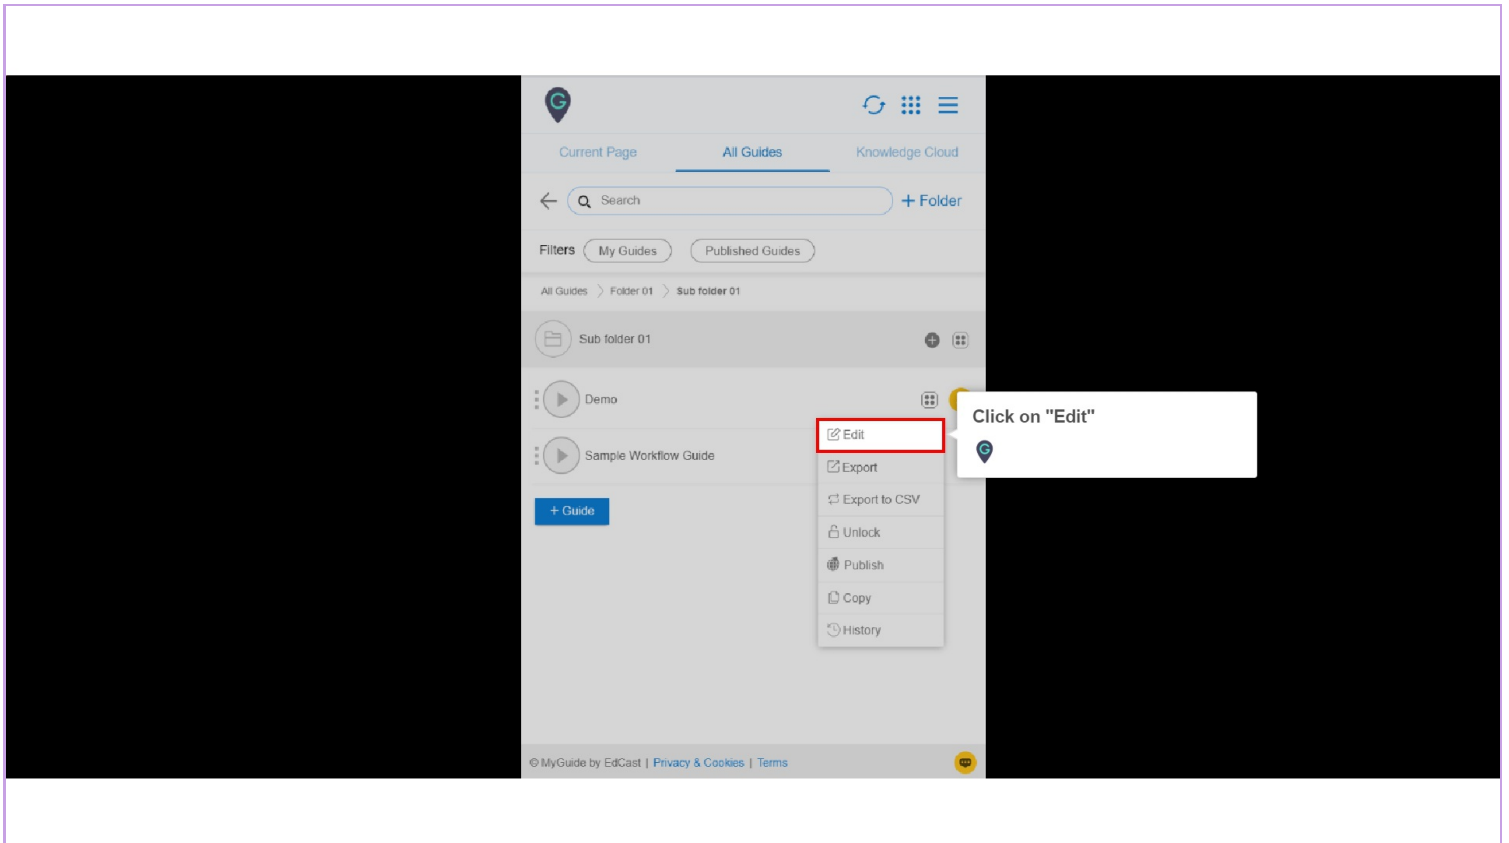 G
Current Page All Guides Knowledge Cloud
Search + Folder
Filters My Guides Published Guides
All Guides Folder 01 Sub folder 01
Sub folder 01
Demo
Click on "Edit"
G
Edit
Sample Workflow Guide
Export
Export to CSV
+ Guide
Unlock
Publish
Copy
History
© MyGuide by EdCast | Privacy & Cookies | Terms